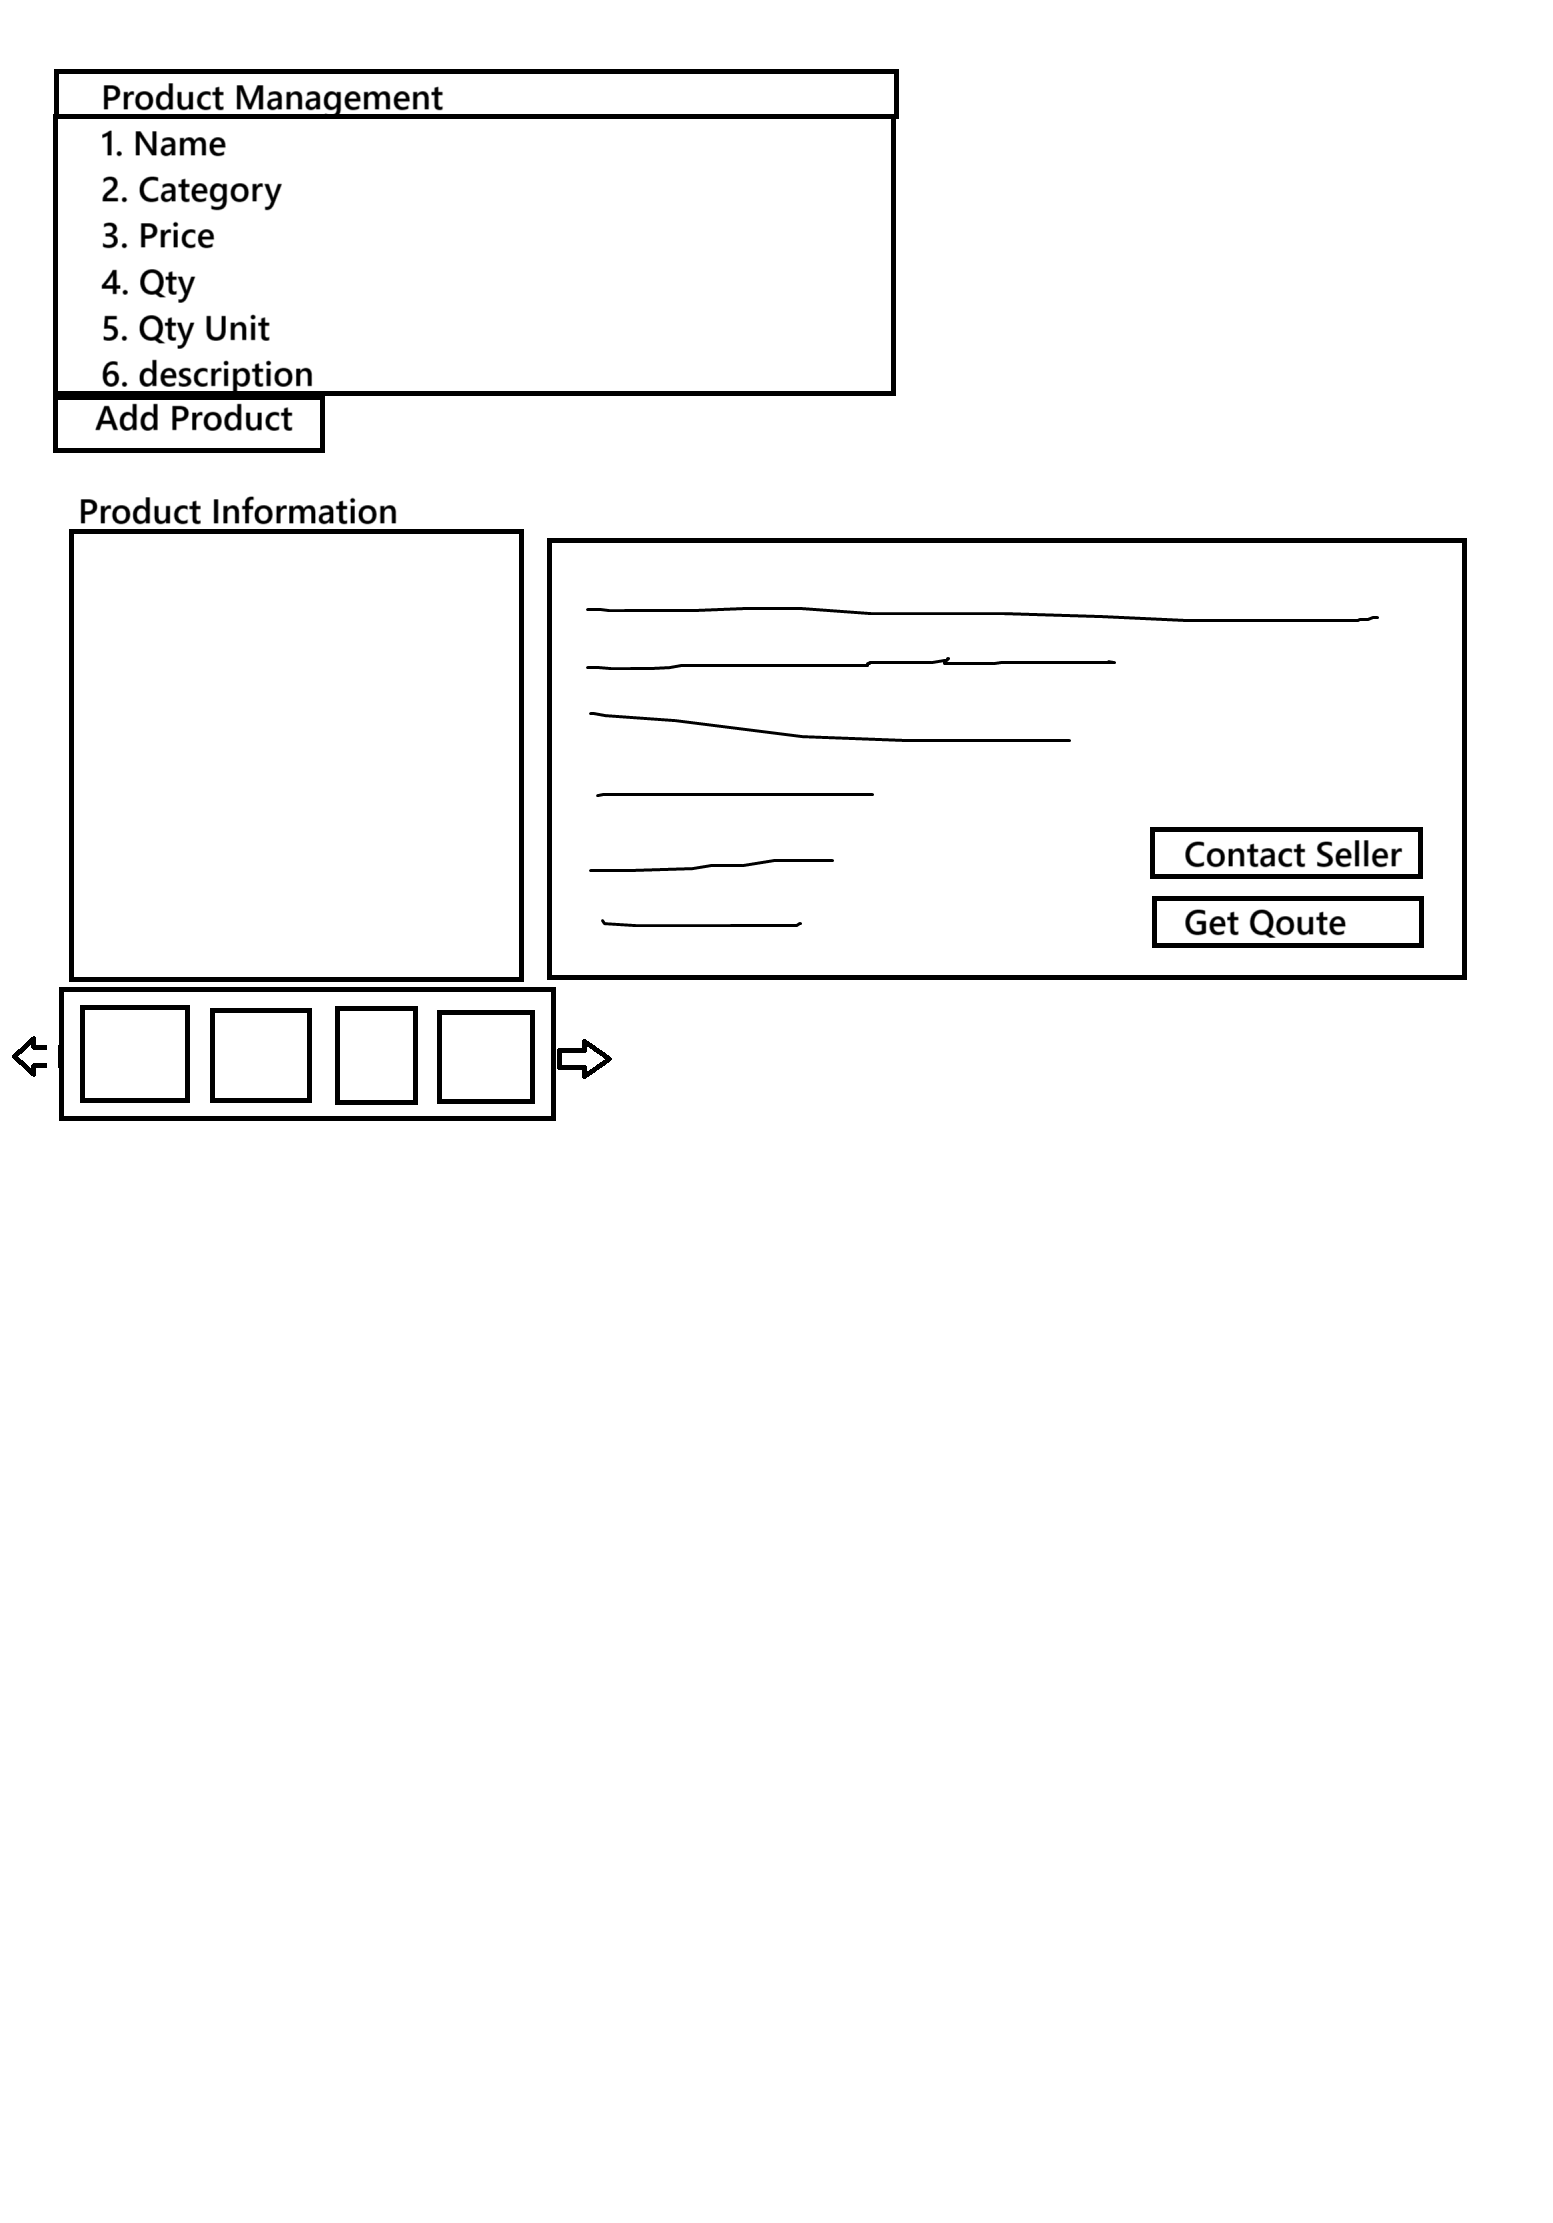 Product Management
1. Name
2. Category
3. Price
4. Qty
5. Qty Unit
6. description
Add Product
Product Information
Contact Seller
Get Qoute